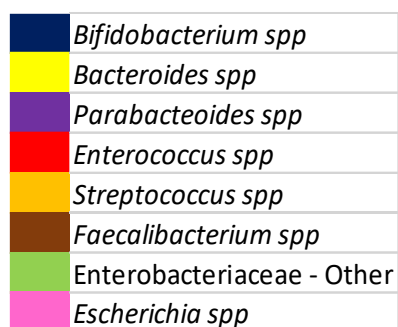 Bifidobacterium spp
Bacteroides spp
Parabacteoides spp
Enterococcus spp
Streptococcus spp
Faecalibacterium spp
Enterobacteriaceae - Other
Escherichia spp